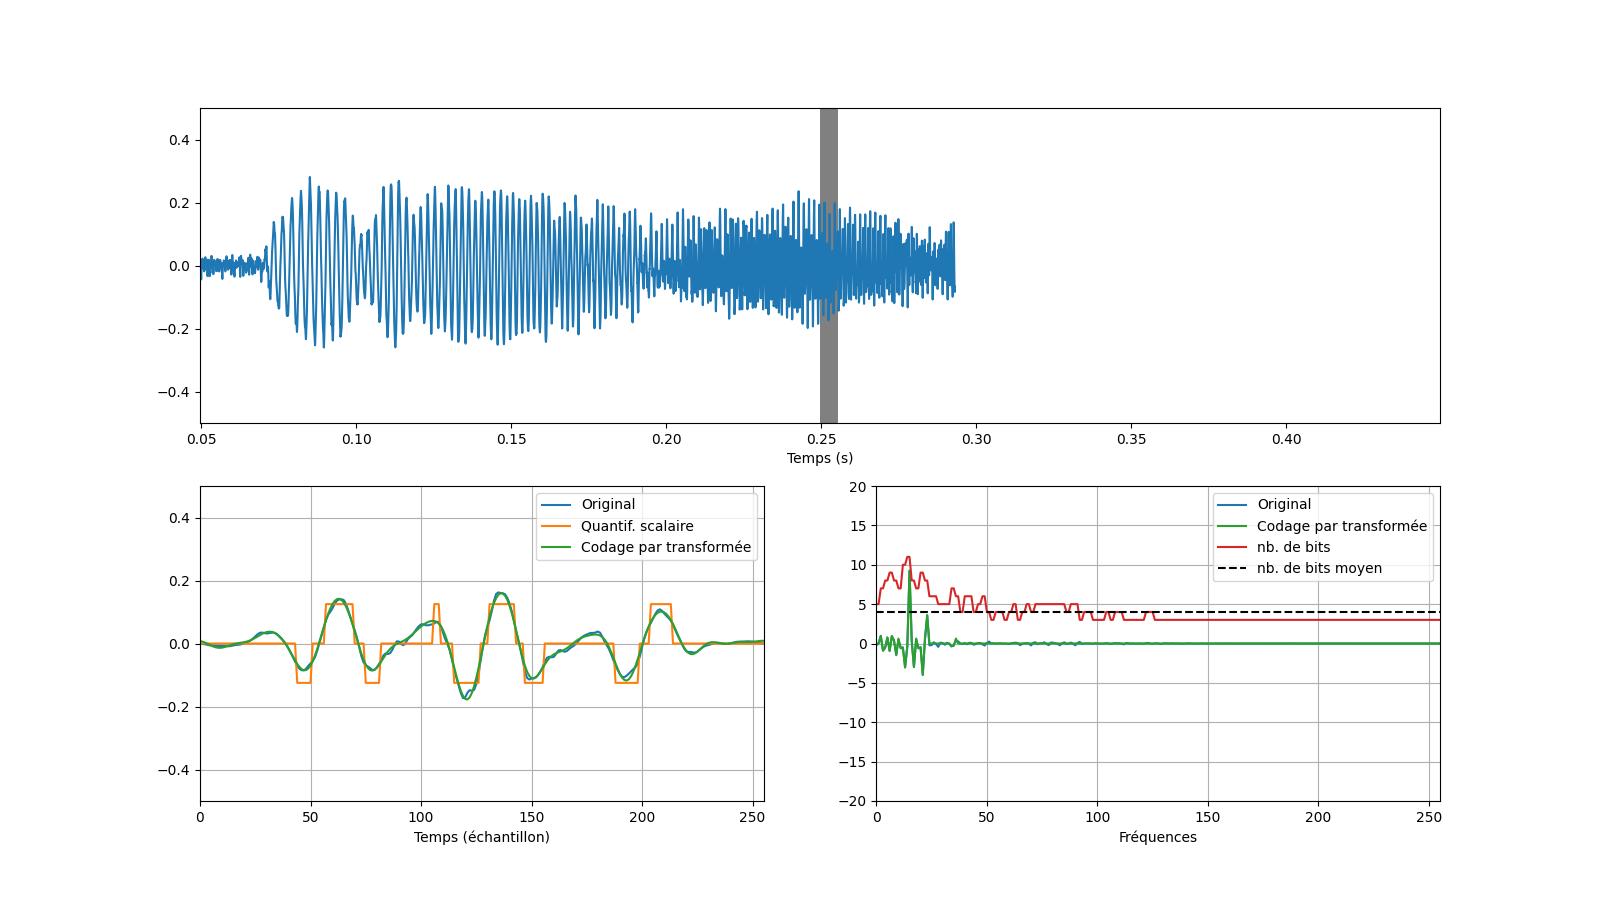 0.4
0.2
0.0
−0.2
−0.4
0.05 0.10 0.15 0.20 0.25 0.30 0.35 0.40
Temps (s)
0.4
0.2
0.0
−0.2
−0.4
Original
Quantif. scalaire
Codage par transformée
0 50 100 150 200 250
Temps (échantillon)
20
15
10
5
0
−5
−10
−15
−20
Original
Codage par transformée
nb. de bits
nb. de bits moyen
0 50 100 150 200 250
Fréquences